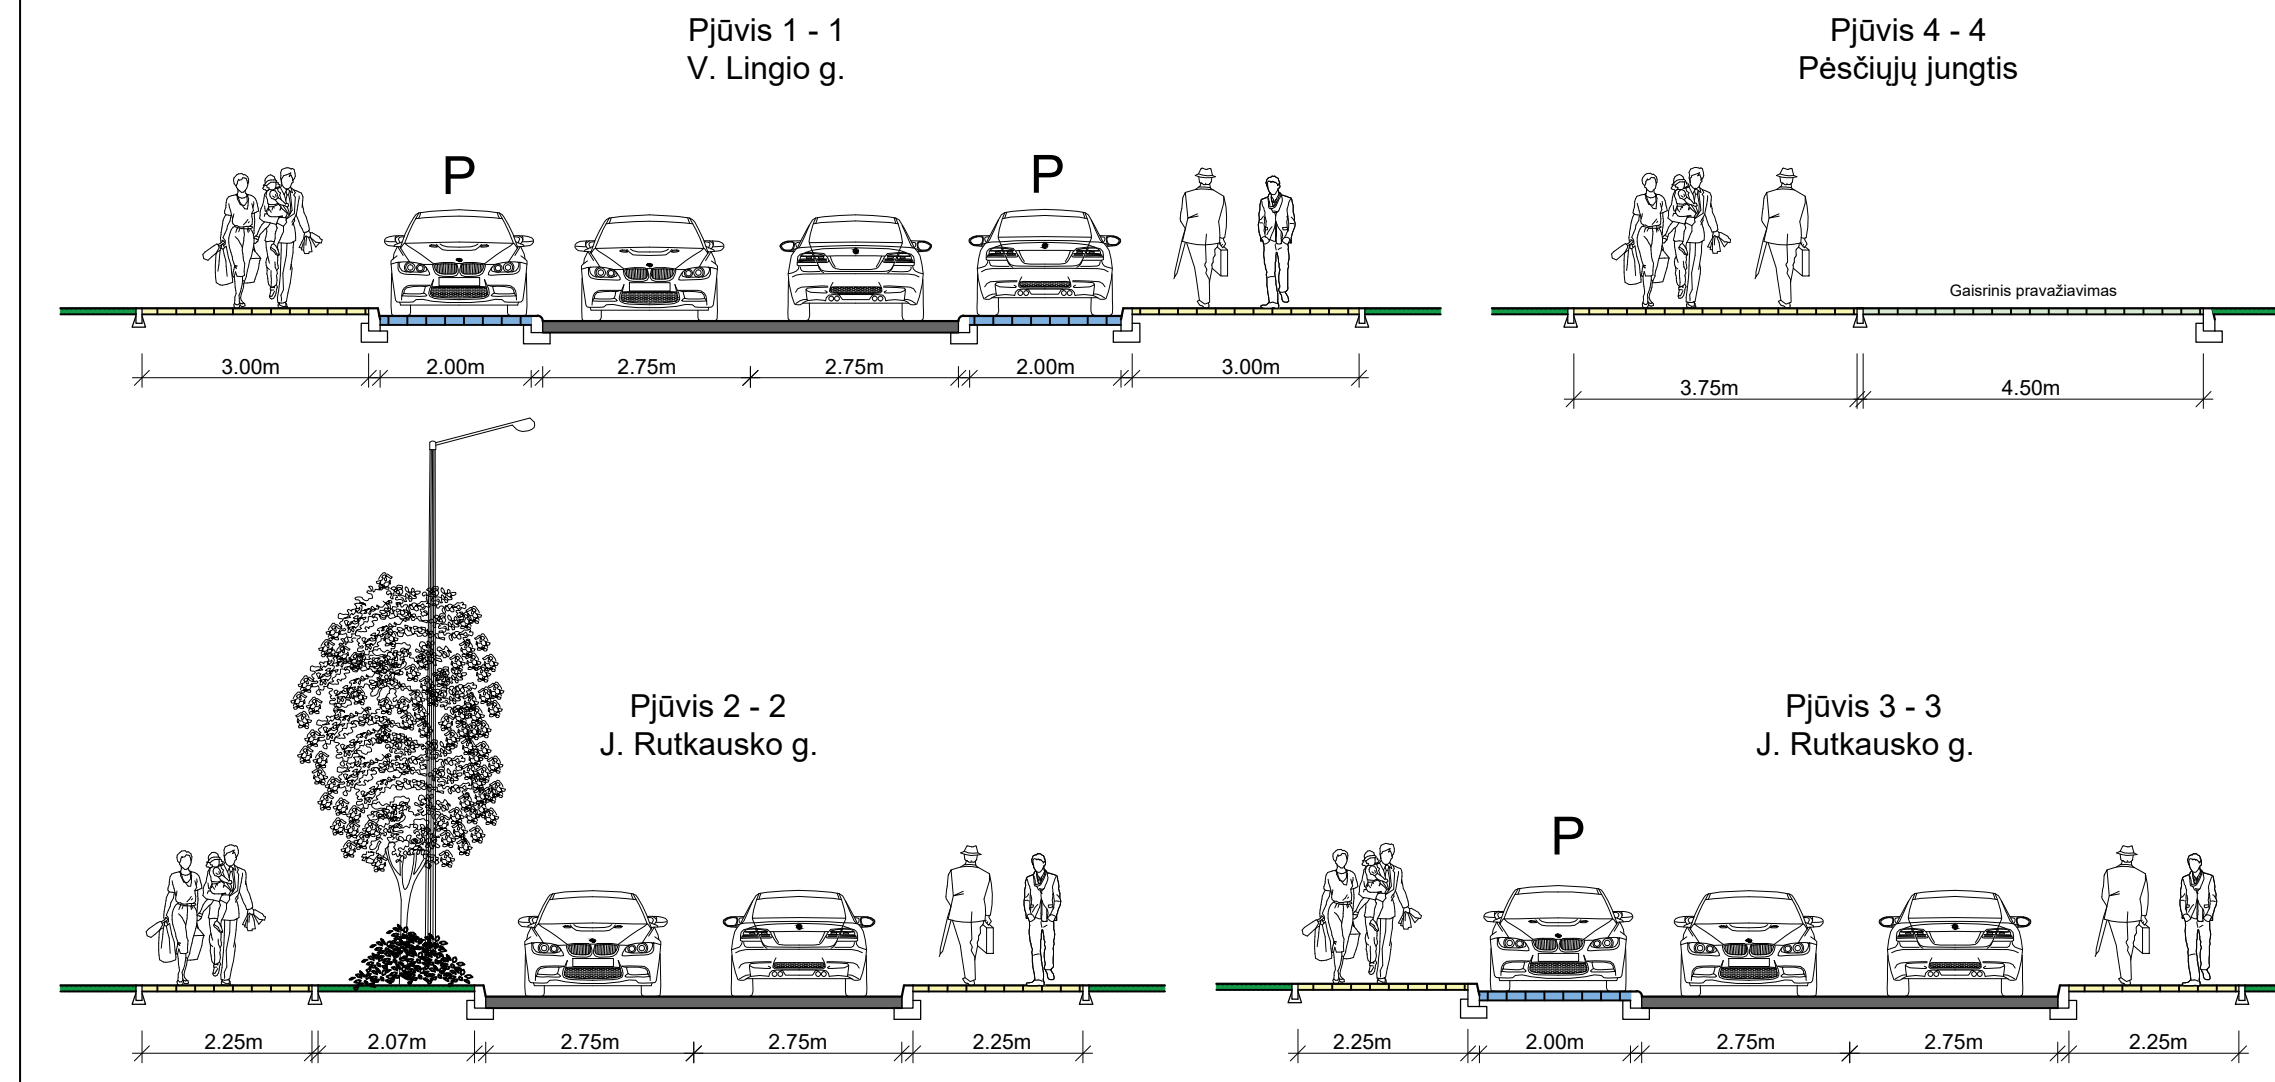 Pjūvis 1 - 1
V. Lingio g.
P
P
3.00m
2.00m
2.75m
2.75m
2.00m
3.00m
Pjūvis 4 - 4
Pėsčiųjų jungtis
Gaisrinis pravažiavimas
3.75m
4.50m
Pjūvis 2 - 2
J. Rutkausko g.
2.25m
2.07m
2.75m
2.75m
2.25m
Pjūvis 3 - 3
J. Rutkausko g.
P
2.25m
2.00m
2.75m
2.75m
2.25m